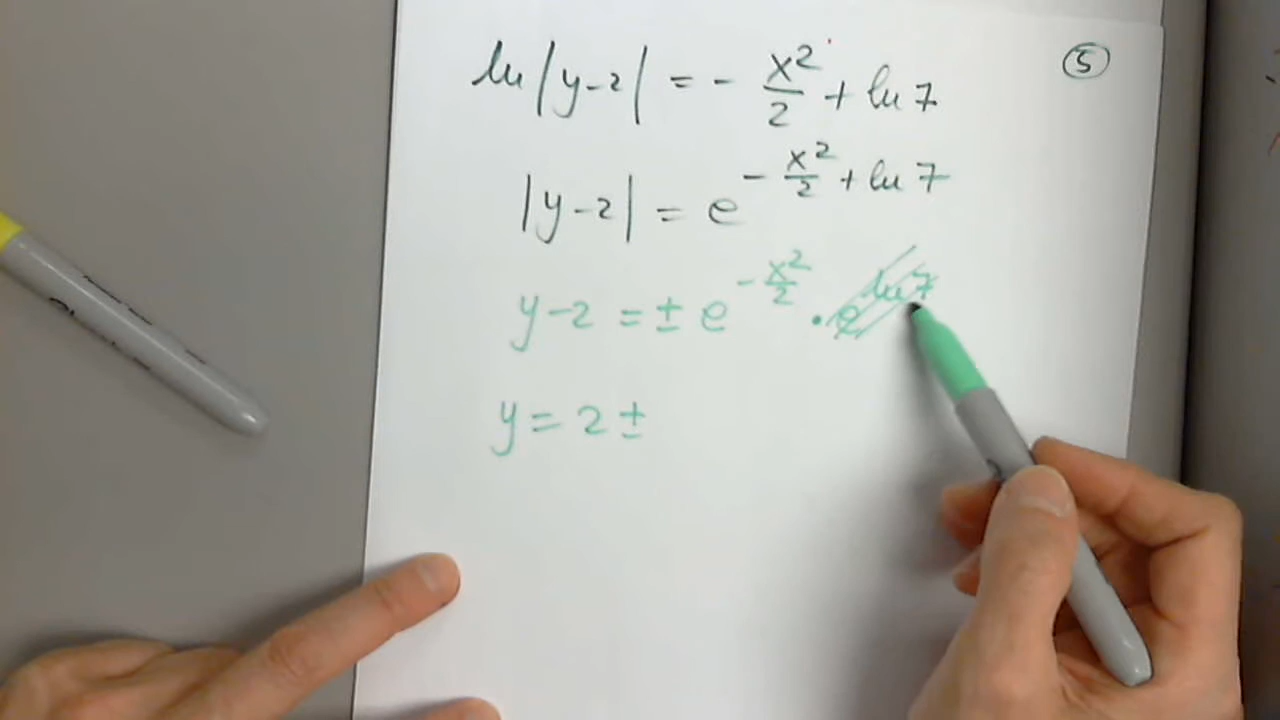 ln|y-2| = - x²/2 + ln 7
⑤
|y-2| = e^(- x²/2 + ln 7)
y-2 = ± e^(- x²/2) · e^(ln 7)
y = 2 ±